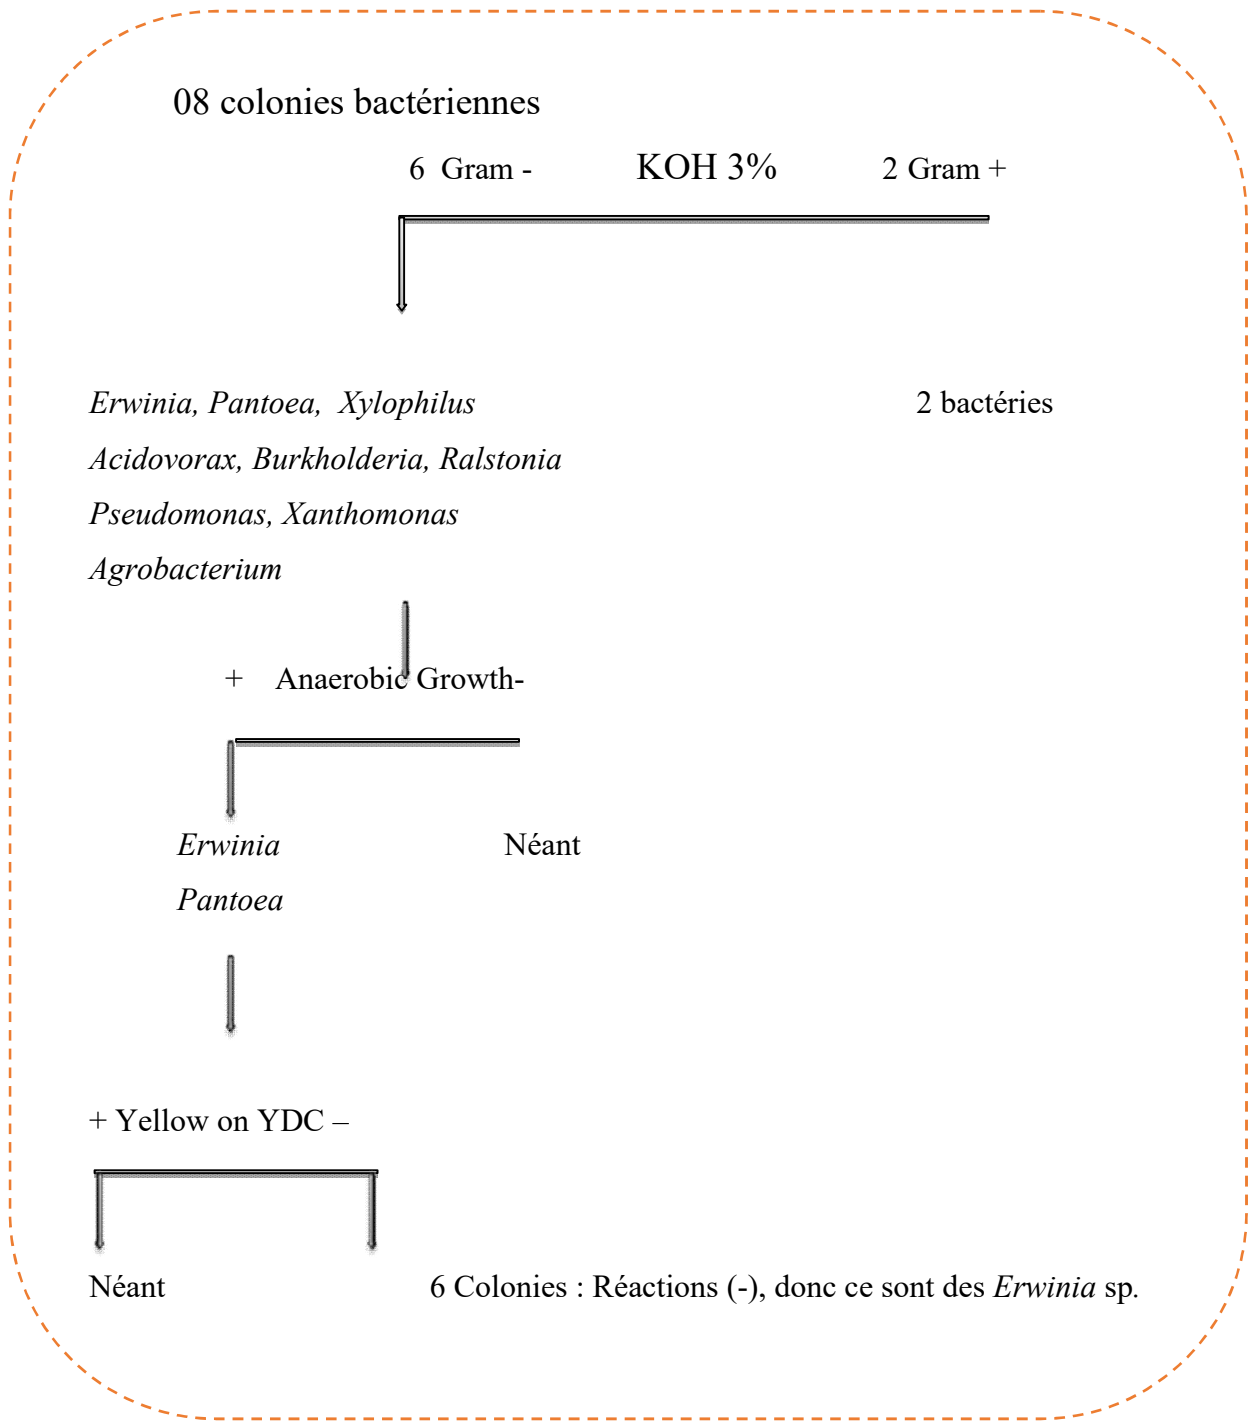 08 colonies bactériennes
6 Gram - KOH 3% 2 Gram +
Erwinia, Pantoea, Xylophilus 2 bactéries
Acidovorax, Burkholderia, Ralstonia
Pseudomonas, Xanthomonas
Agrobacterium
+ Anaerobic Growth-
Erwinia Néant
Pantoea
+ Yellow on YDC –
Néant 6 Colonies : Réactions (-), donc ce sont des Erwinia sp.